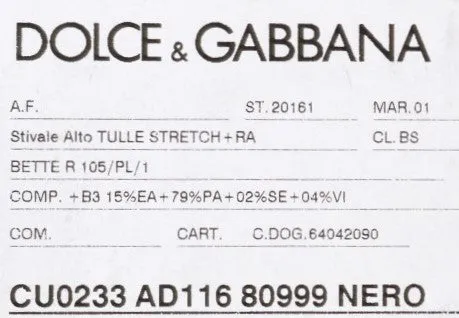 DOLCE & GABBANA
A.F. ST. 20161 MAR. 01
Stivale Alto TULLE STRETCH+RA CL. BS
BETTE R 105/PL/1
COMP. +B3 15%EA+79%PA+02%SE+04%VI
COM. CART. C.DOG.64042090
CU0233 AD116 80999 NERO